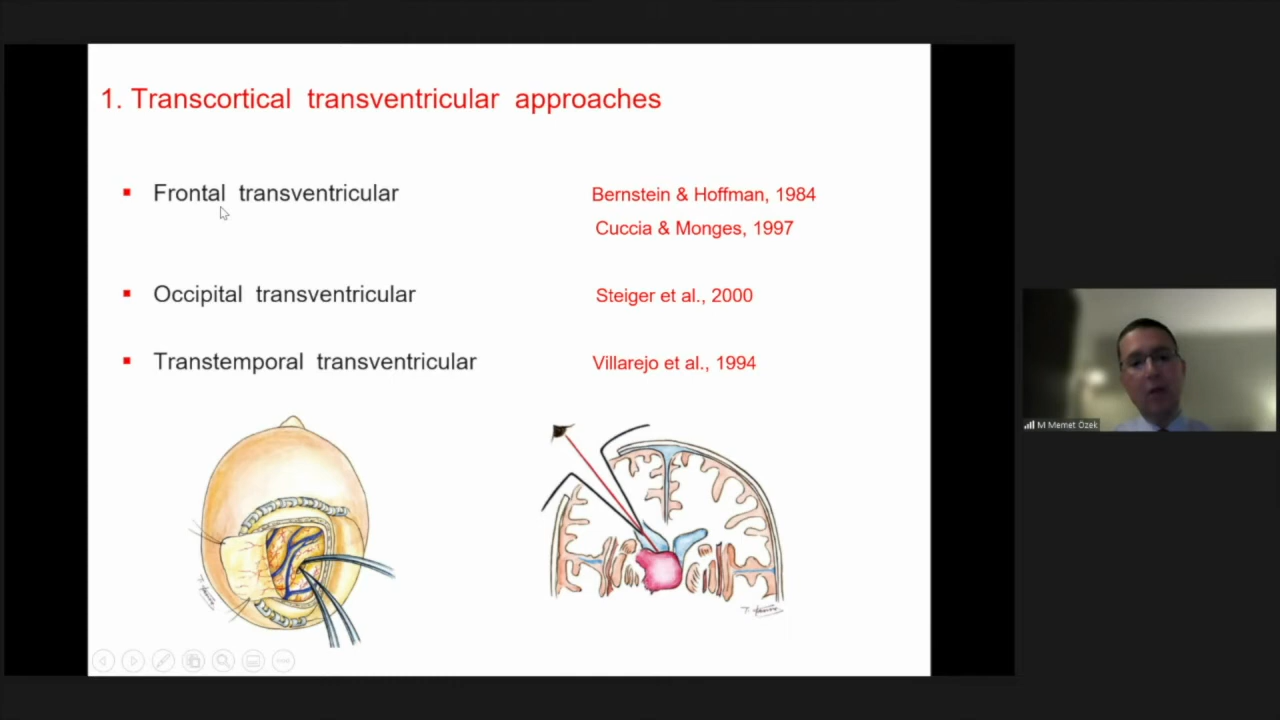 1. Transcortical transventricular approaches
▪ Frontal transventricular
Bernstein & Hoffman, 1984
Cuccia & Monges, 1997
▪ Occipital transventricular
Steiger et al., 2000
▪ Transtemporal transventricular
Villarejo et al., 1994
M Memet Özek